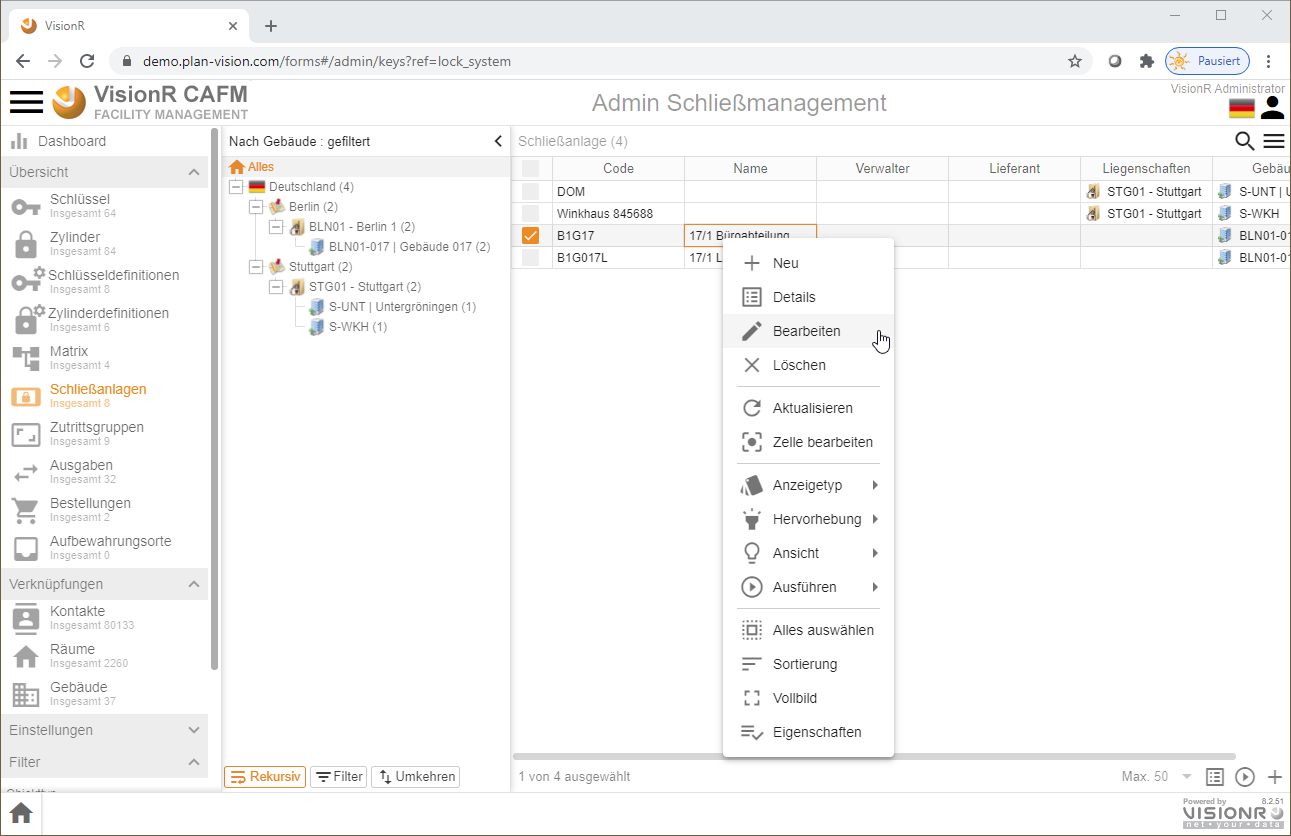 VisionR
demo.plan-vision.com/forms#/admin/keys?ref=lock_system
Pausiert
VisionR CAFM
FACILITY MANAGEMENT
Admin Schließmanagement
VisionR Administrator
Dashboard
Übersicht
Schlüssel
Insgesamt 64
Zylinder
Insgesamt 84
Schlüsseldefinitionen
Insgesamt 8
Zylinderdefinitionen
Insgesamt 6
Matrix
Insgesamt 4
Schließanlagen
Insgesamt 8
Zutrittsgruppen
Insgesamt 9
Ausgaben
Insgesamt 32
Bestellungen
Insgesamt 2
Aufbewahrungsorte
Insgesamt 0
Verknüpfungen
Kontakte
Insgesamt 80133
Räume
Insgesamt 2260
Gebäude
Insgesamt 37
Einstellungen
Filter
Nach Gebäude : gefiltert
Alles
Deutschland (4)
Berlin (2)
BLN01 - Berlin 1 (2)
BLN01-017 | Gebäude 017 (2)
Stuttgart (2)
STG01 - Stuttgart (2)
S-UNT | Untergröningen (1)
S-WKH (1)
Rekursiv Filter Umkehren
Schließanlage (4)
Code Name Verwalter Lieferant Liegenschaften Gebäu
DOM STG01 - Stuttgart S-UNT | U
Winkhaus 845688 STG01 - Stuttgart S-WKH
B1G17 17/1 Büroabteilung BLN01-01
B1G017L 17/1 L BLN01-01
Neu
Details
Bearbeiten
Löschen
Aktualisieren
Zelle bearbeiten
Anzeigetyp
Hervorhebung
Ansicht
Ausführen
Alles auswählen
Sortierung
Vollbild
Eigenschaften
1 von 4 ausgewählt
Max. 50
Powered by 8.2.51
VISIONR
net • your • data